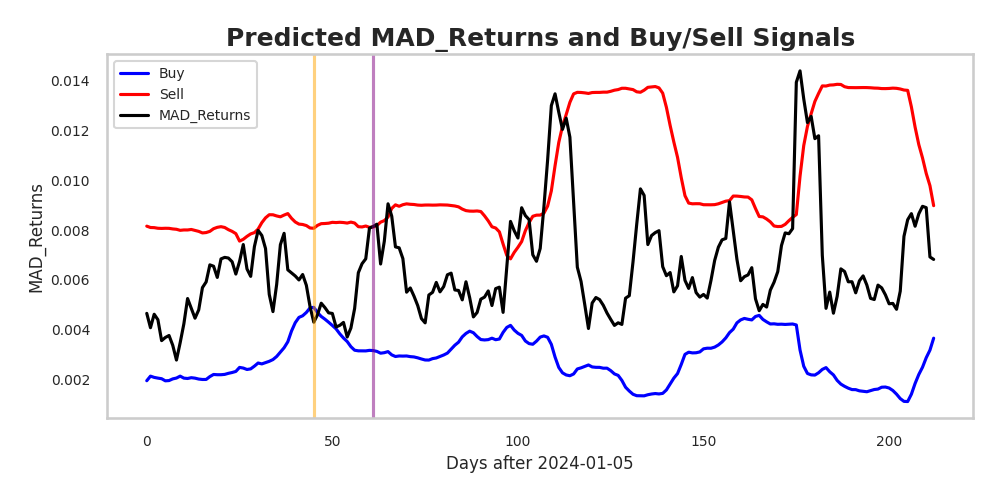 Predicted MAD_Returns and Buy/Sell Signals
Buy
Sell
MAD_Returns
MAD_Returns
0.014
0.012
0.010
0.008
0.006
0.004
0.002
0 50 100 150 200
Days after 2024-01-05